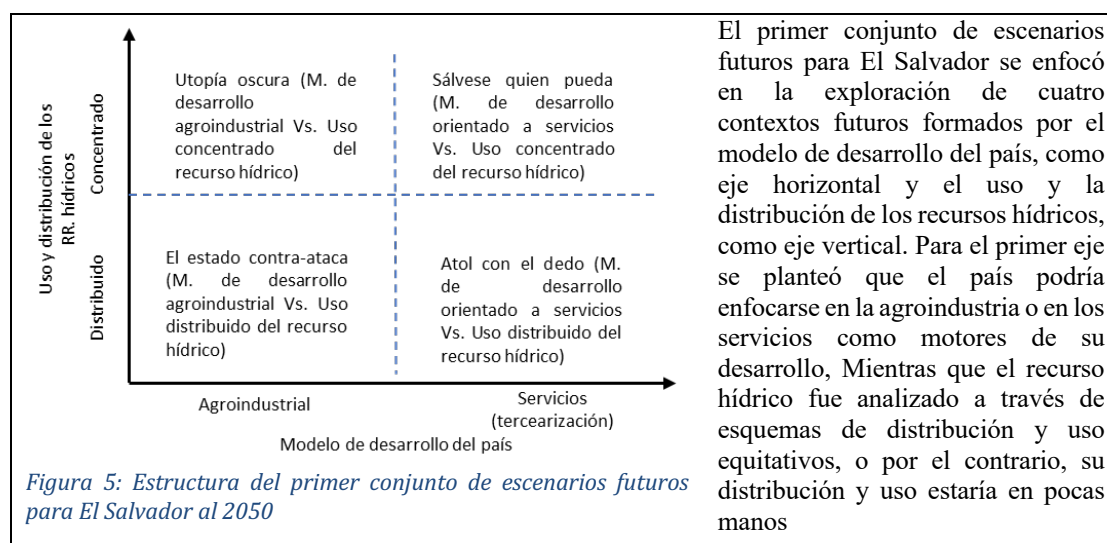 Uso y distribución de los
RR. hídricos
Concentrado
Distribuido
Utopía oscura (M. de
desarrollo
agroindustrial Vs. Uso
concentrado del
recurso hídrico)
Sálvese quien pueda
(M. de desarrollo
orientado a servicios
Vs. Uso concentrado
del recurso hídrico)
El estado contra-ataca
(M. de desarrollo
agroindustrial Vs. Uso
distribuido del recurso
hídrico)
Atol con el dedo (M.
de desarrollo
orientado a servicios
Vs. Uso distribuido del
recurso hídrico)
Agroindustrial
Servicios
(tercearización)
Modelo de desarrollo del país
Figura 5: Estructura del primer conjunto de escenarios futuros
para El Salvador al 2050
El primer conjunto de escenarios
futuros para El Salvador se enfocó
en la exploración de cuatro
contextos futuros formados por el
modelo de desarrollo del país, como
eje horizontal y el uso y la
distribución de los recursos hídricos,
como eje vertical. Para el primer eje
se planteó que el país podría
enfocarse en la agroindustria o en los
servicios como motores de su
desarrollo, Mientras que el recurso
hídrico fue analizado a través de
esquemas de distribución y uso
equitativos, o por el contrario, su
distribución y uso estaría en pocas
manos